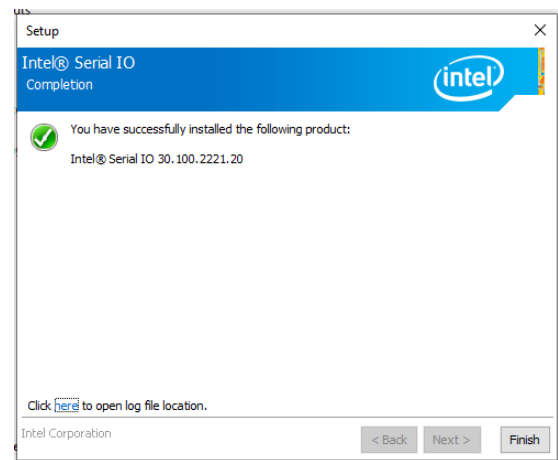 Setup
Intel® Serial IO
Completion
intel
You have successfully installed the following product:
Intel® Serial IO 30.100.2221.20
Click here to open log file location.
Intel Corporation
< Back
Next >
Finish